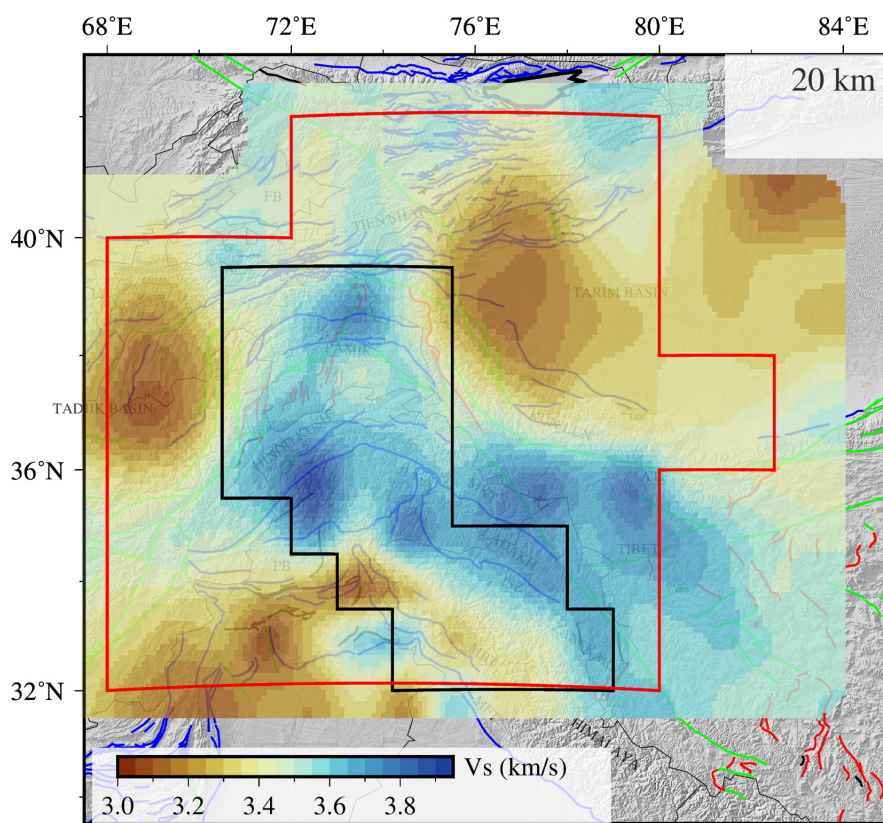 68°E 72°E 76°E 80°E 84°E
20 km
40°N
FB
TIEN SHAN
TARIM BASIN
TADJIK BASIN
HINDU KUSH
36°N
TIBET
PB
LADAKH
32°N
HIMALAYA
Vs (km/s)
3.0 3.2 3.4 3.6 3.8